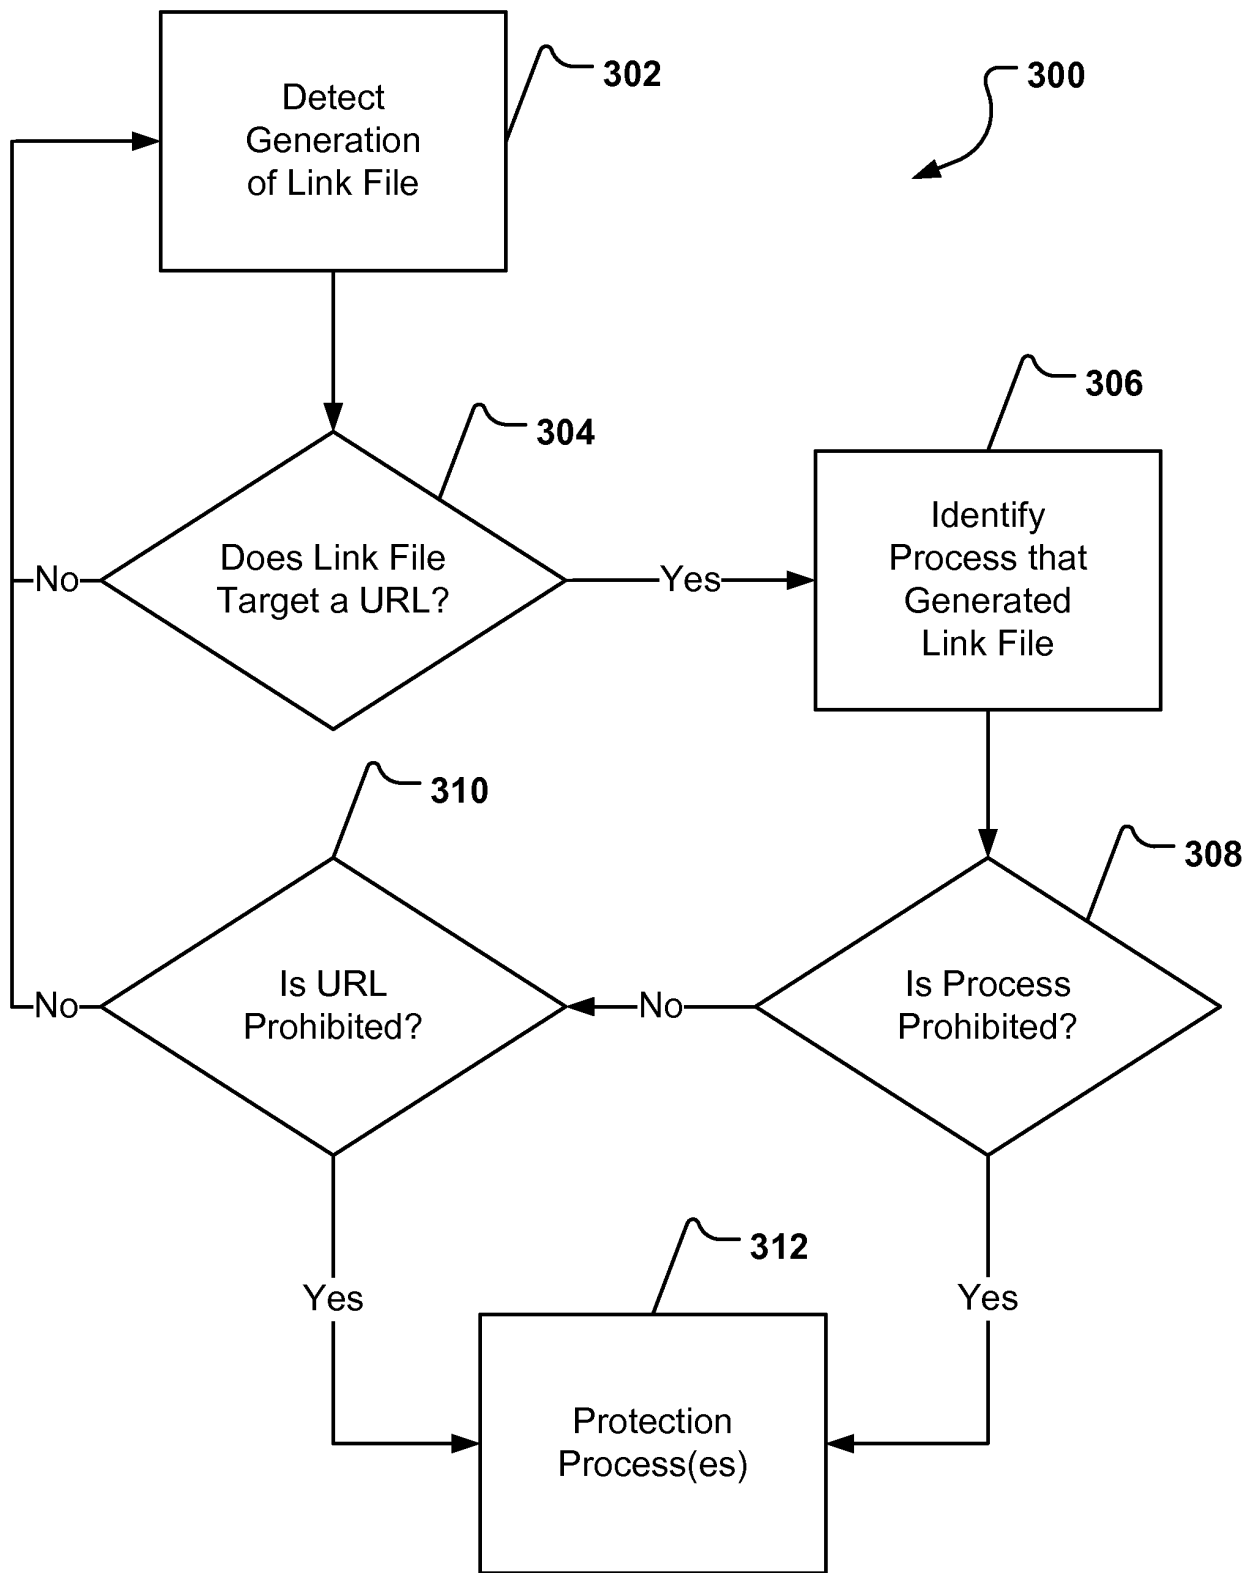 Detect
Generation
of Link File
302
300
304
Does Link File
Target a URL?
No
Yes
306
Identify
Process that
Generated
Link File
308
Is Process
Prohibited?
No
310
Is URL
Prohibited?
No
Yes
Yes
312
Protection
Process(es)